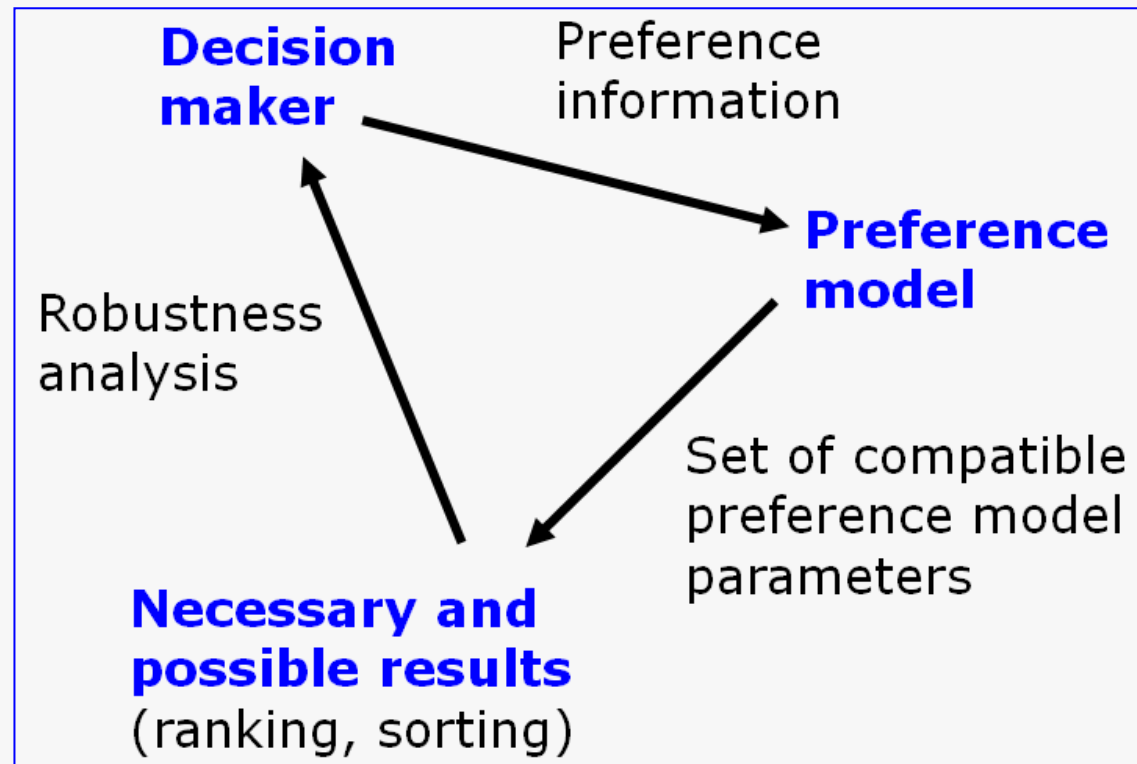 Decision
maker
Preference
information
Preference
model
Robustness
analysis
Set of compatible
preference model
parameters
Necessary and
possible results
(ranking, sorting)